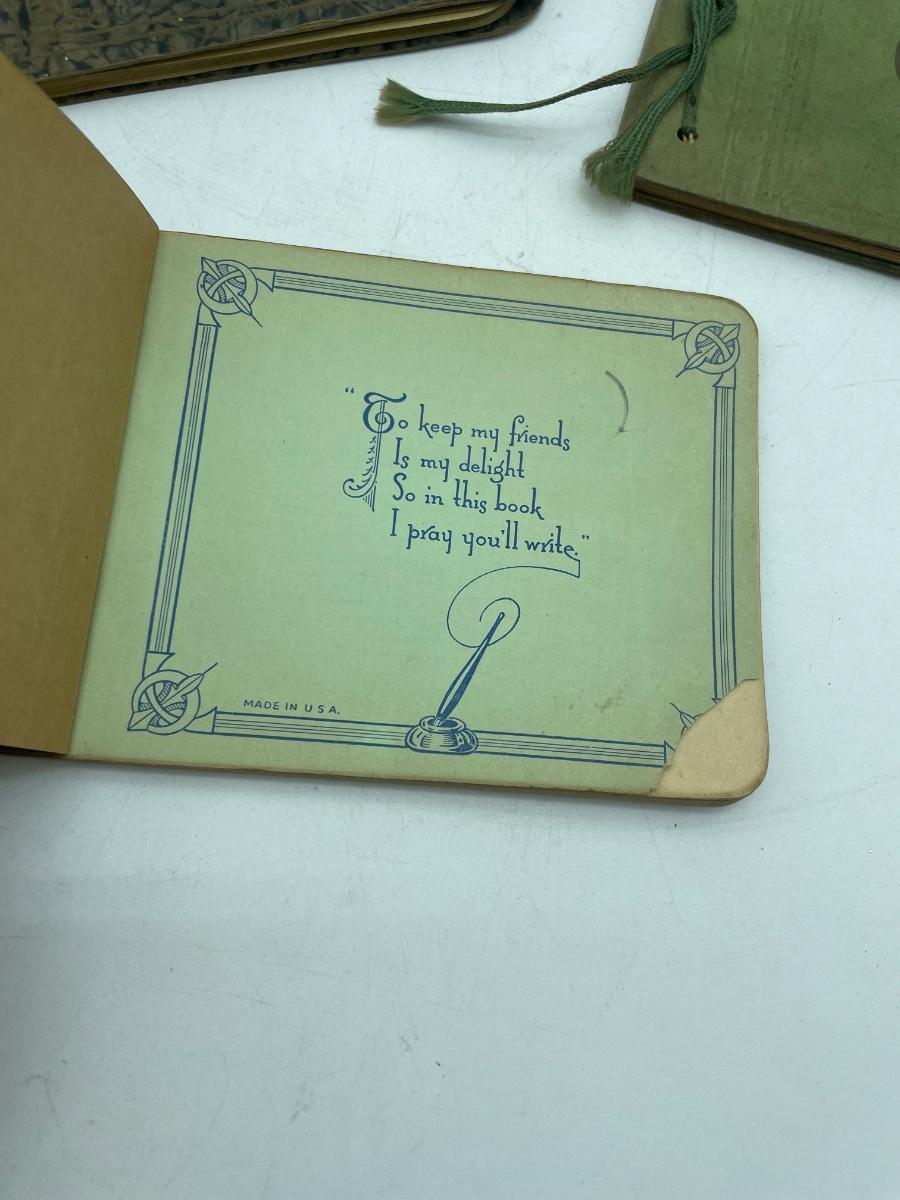 “To keep my friends
Is my delight
So in this book
I pray you'll write.”
MADE IN U S A.